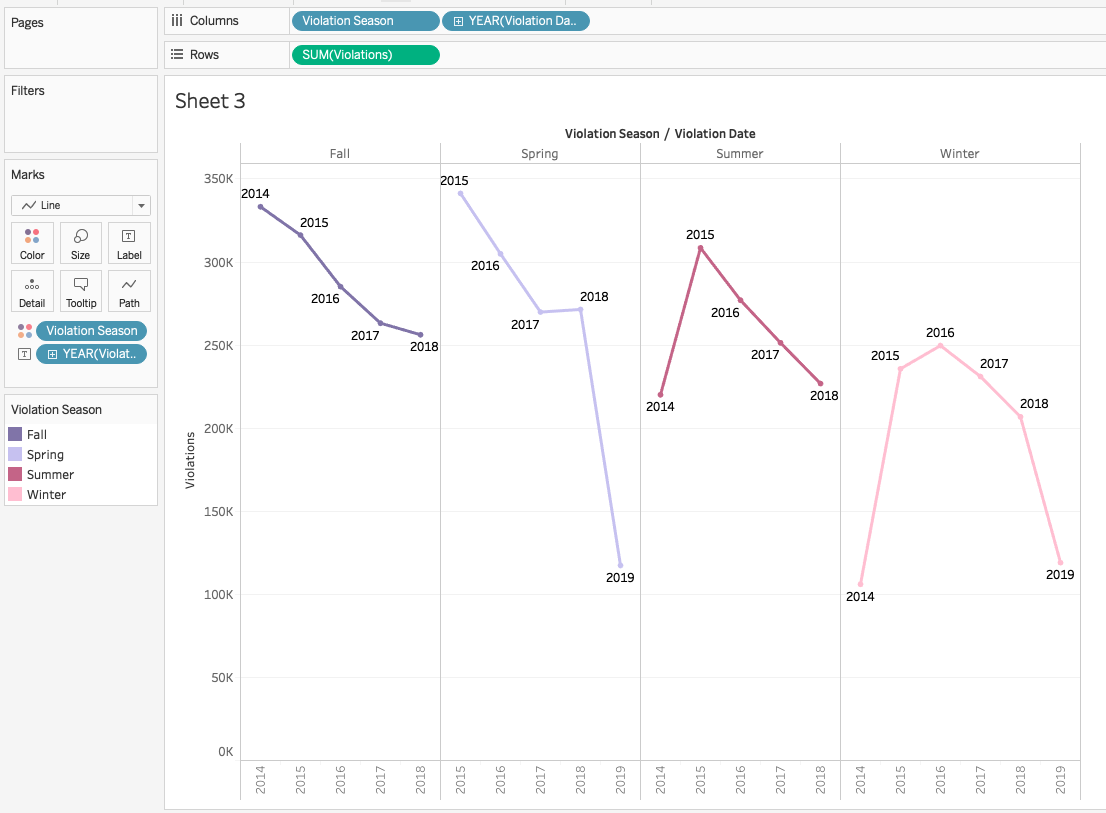 Pages
Columns
Violation Season
YEAR(Violation Da..
Rows
SUM(Violations)
Filters
Marks
Line
Color
Size
Label
Detail
Tooltip
Path
Violation Season
YEAR(Violat..
Violation Season
Fall
Spring
Summer
Winter
Sheet 3
Violation Season / Violation Date
Fall Spring Summer Winter
Violations
350K
300K
250K
200K
150K
100K
50K
0K
2014
2015
2016
2017
2018
2015
2016
2017
2018
2019
2014
2015
2016
2017
2018
2014
2015
2016
2017
2018
2019
2014 2015 2016 2017 2018 2015 2016 2017 2018 2019 2014 2015 2016 2017 2018 2014 2015 2016 2017 2018 2019